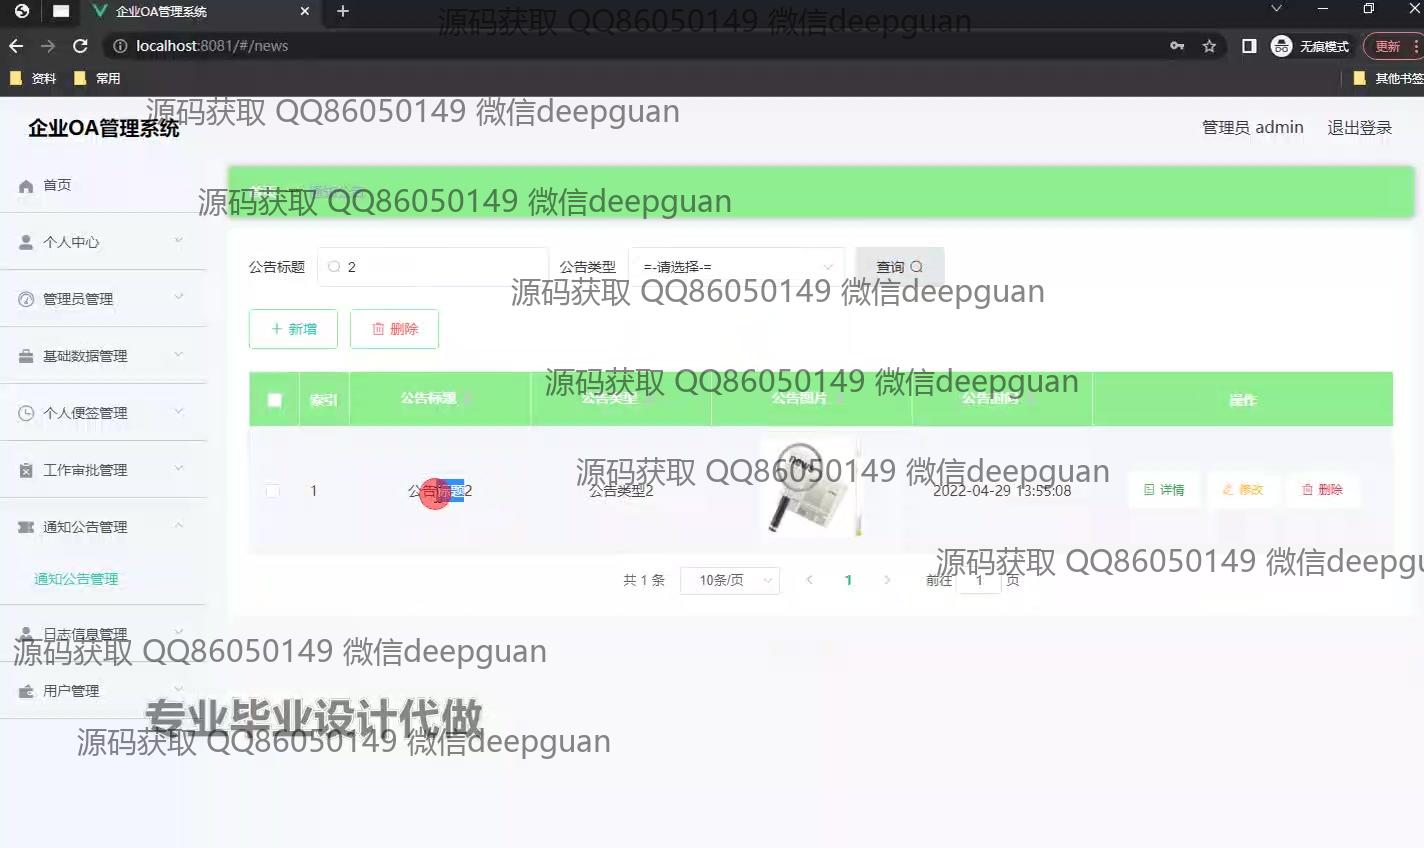 企业OA管理系统
源码获取 QQ86050149 微信deepguan
localhost:8081/#/news
无痕模式
更新
资料
常用
其他书签
源码获取 QQ86050149 微信deepguan
企业OA管理系统
管理员 admin
退出登录
首页
源码获取 QQ86050149 微信deepguan
个人中心
公告标题
2
公告类型
=-请选择-=
查询
管理员管理
源码获取 QQ86050149 微信deepguan
+ 新增
删除
基础数据管理
源码获取 QQ86050149 微信deepguan
索引
公告标题
公告类型
公告图片
公告时间
操作
个人便签管理
工作审批管理
源码获取 QQ86050149 微信deepguan
1
公告标题2
公告类型2
news
2022-04-29 13:55:08
详情
修改
删除
通知公告管理
源码获取 QQ86050149 微信deepgu
通知公告管理
共 1 条
10条/页
1
前往
1
页
日志信息管理
源码获取 QQ86050149 微信deepguan
用户管理
专业毕业设计代做
源码获取 QQ86050149 微信deepguan